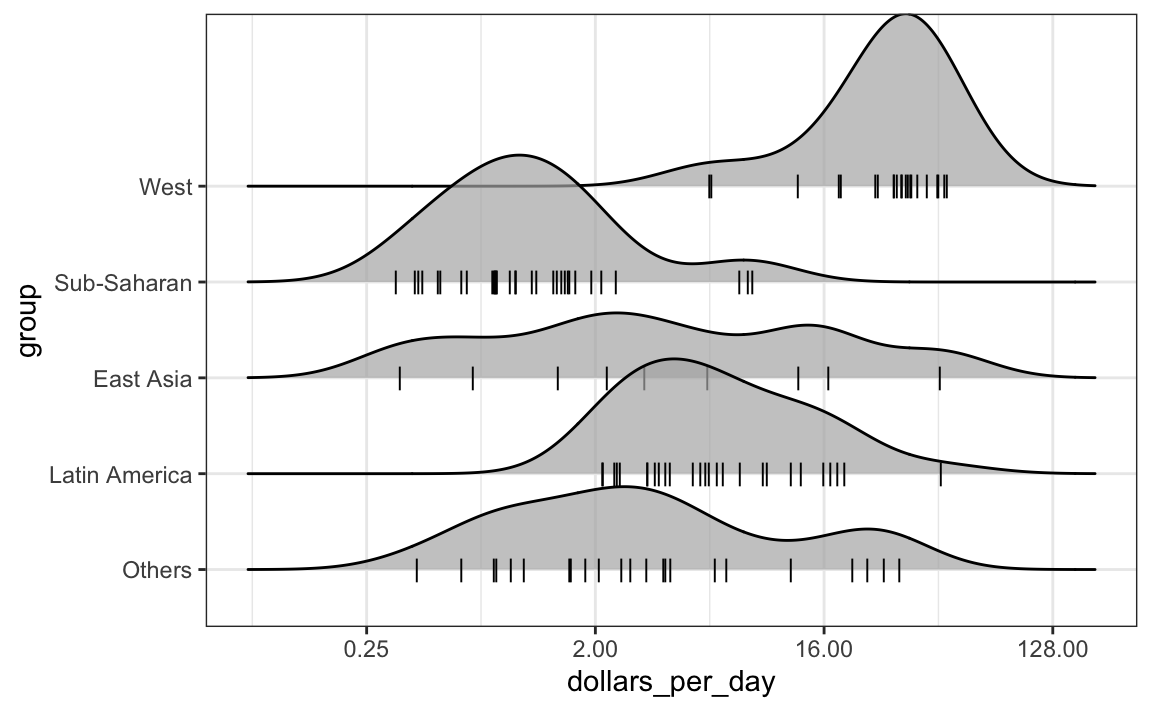 West
Sub-Saharan
East Asia
Latin America
Others
group
0.25
2.00
16.00
128.00
dollars_per_day